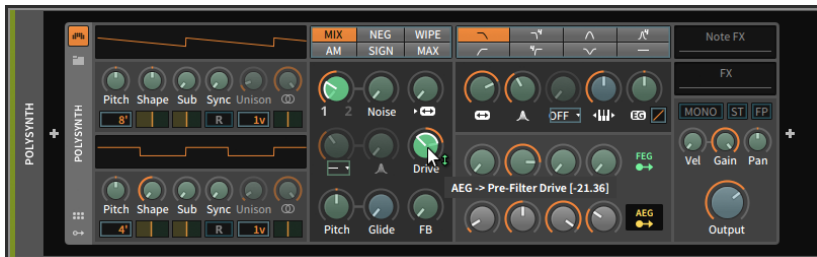 POLYSYNTH
POLYSYNTH
Pitch Shape Sub Sync Unison
8' R 1v
Pitch Shape Sub Sync Unison
4' R 1v
MIX NEG WIPE
AM SIGN MAX
1 2 Noise
Drive
Pitch Glide FB
OFF EG
FEG
AEG -> Pre-Filter Drive [-21.36]
AEG
Note FX
FX
MONO ST FP
Vel Gain Pan
Output